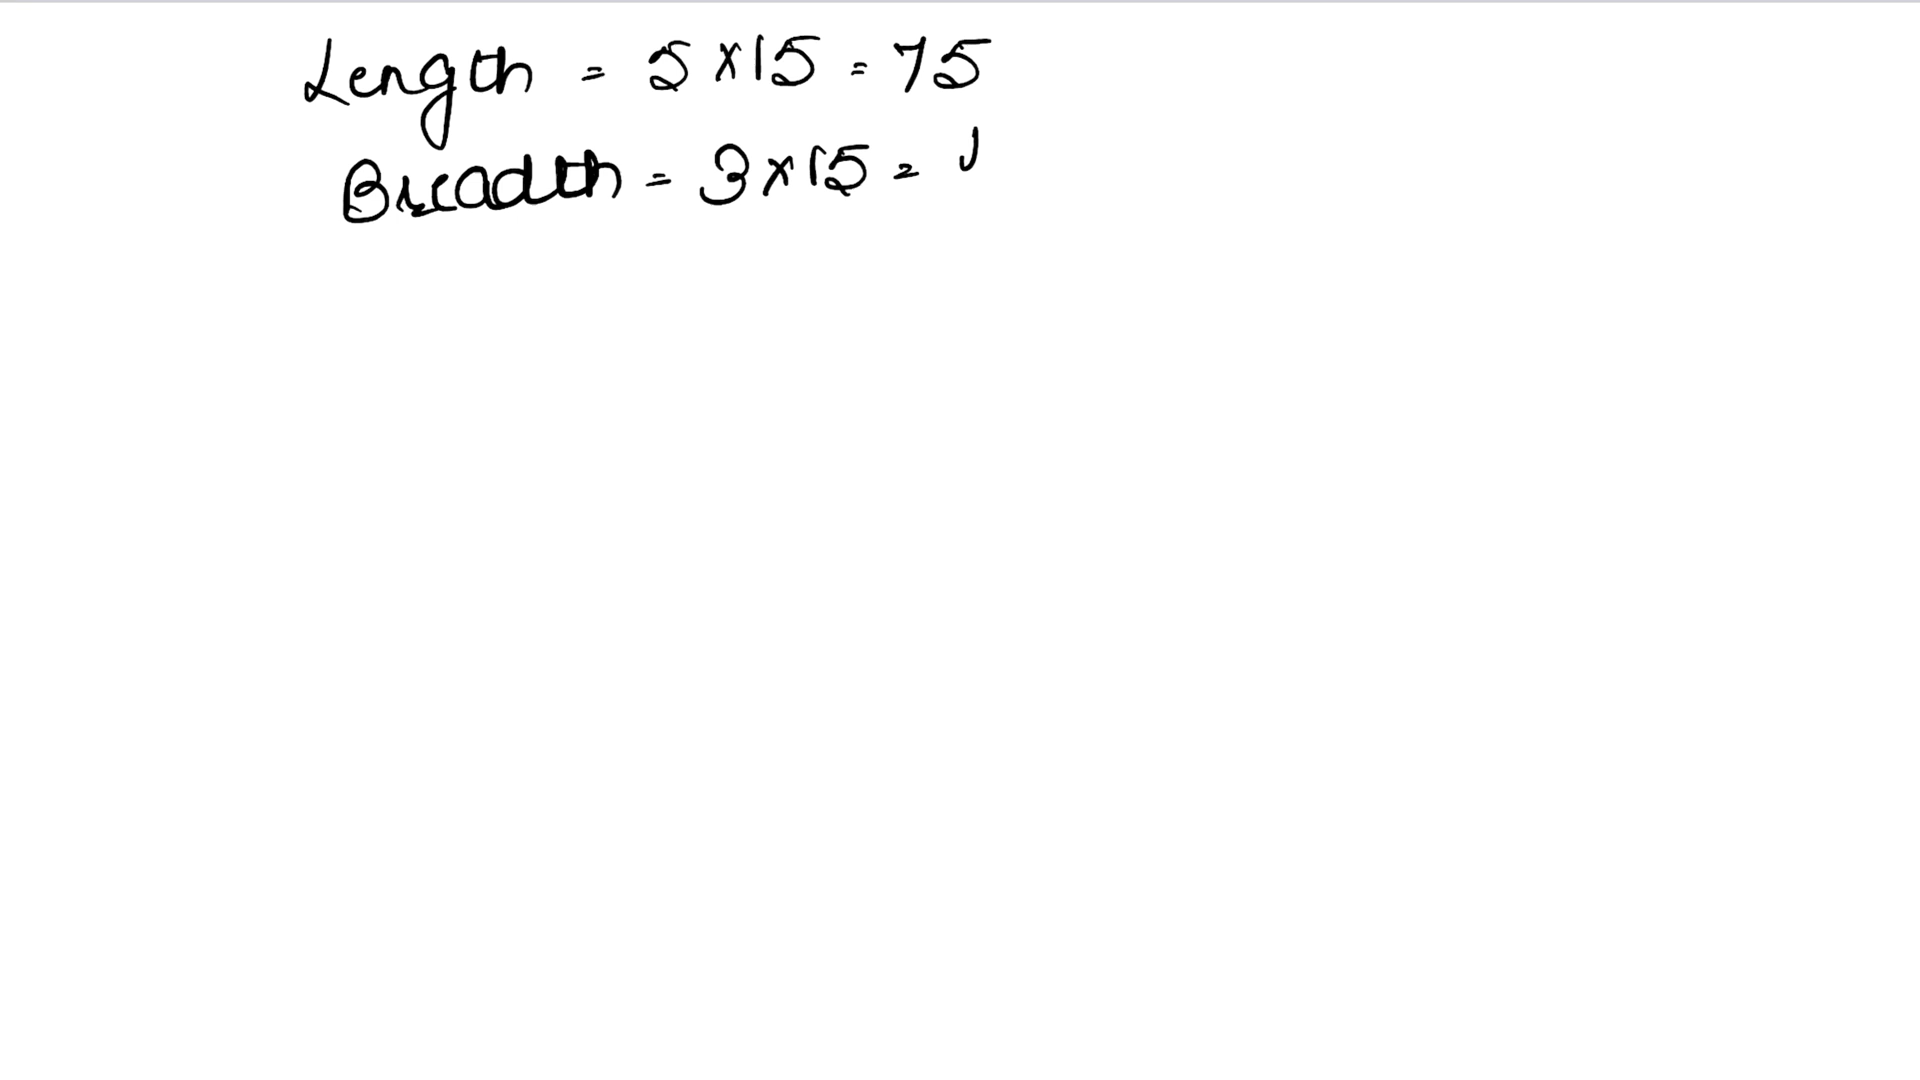 Length = 5 x 15 = 75
Breadth = 3 x 15 =